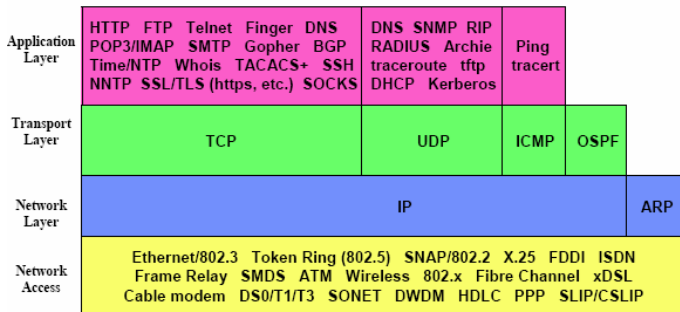 Application
Layer
HTTP FTP Telnet Finger DNS
POP3/IMAP SMTP Gopher BGP
Time/NTP Whois TACACS+ SSH
NNTP SSL/TLS (https, etc.) SOCKS
DNS SNMP RIP
RADIUS Archie
traceroute tftp
DHCP Kerberos
Ping
tracert
Transport
Layer
TCP
UDP
ICMP
OSPF
Network
Layer
IP
ARP
Network
Access
Ethernet/802.3 Token Ring (802.5) SNAP/802.2 X.25 FDDI ISDN
Frame Relay SMDS ATM Wireless 802.x Fibre Channel xDSL
Cable modem DS0/T1/T3 SONET DWDM HDLC PPP SLIP/CSLIP